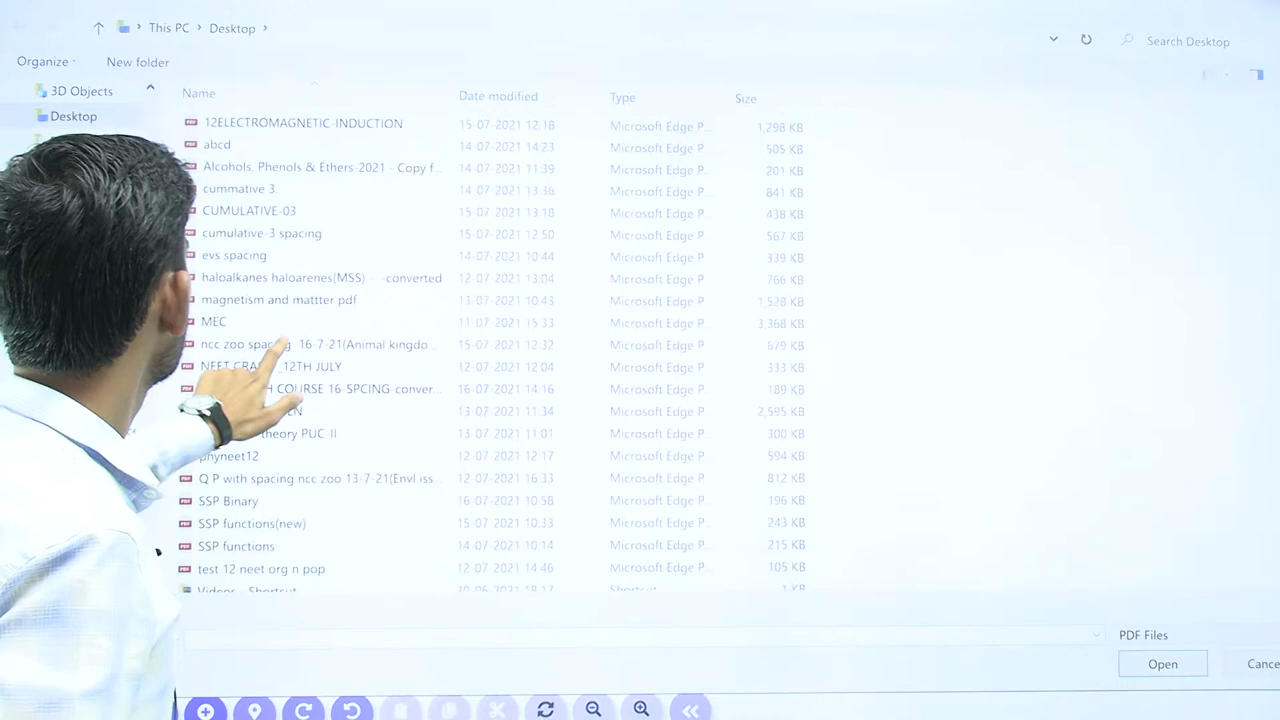 This PC > Desktop >
Search Desktop
Organize
New folder
3D Objects
Desktop
Name Date modified Type Size
12ELECTROMAGNETIC-INDUCTION 15-07-2021 12:18 Microsoft Edge P... 1,298 KB
abcd 14-07-2021 14:23 Microsoft Edge P... 505 KB
Alcohols, Phenols & Ethers-2021 - Copy f... 14-07-2021 11:39 Microsoft Edge P... 201 KB
cummative 3. 14-07-2021 13:36 Microsoft Edge P... 841 KB
CUMULATIVE-03 15-07-2021 13:18 Microsoft Edge P... 438 KB
cumulative-3 spacing 15-07-2021 12:50 Microsoft Edge P... 567 KB
evs spacing 14-07-2021 10:44 Microsoft Edge P... 339 KB
haloalkanes haloarenes(MSS) - -converted 12-07-2021 13:04 Microsoft Edge P... 766 KB
magnetism and mattter pdf 13-07-2021 10:43 Microsoft Edge P... 1,528 KB
MEC 11-07-2021 15:33 Microsoft Edge P... 3,368 KB
ncc zoo 16-7-21(Animal kingdo... 15-07-2021 12:32 Microsoft Edge P... 679 KB
NEET 12TH JULY 12-07-2021 12:04 Microsoft Edge P... 333 KB
COURSE 16-SPCING-conver... 16-07-2021 14:16 Microsoft Edge P... 189 KB
13-07-2021 11:34 Microsoft Edge P... 2,595 KB
theory PUC-II 13-07-2021 11:01 Microsoft Edge P... 300 KB
phyneet12 12-07-2021 12:17 Microsoft Edge P... 594 KB
Q P with spacing ncc zoo 13-7-21(Envl iss... 12-07-2021 16:33 Microsoft Edge P... 812 KB
SSP Binary 16-07-2021 10:58 Microsoft Edge P... 196 KB
SSP functions(new) 15-07-2021 10:33 Microsoft Edge P... 243 KB
SSP functions 14-07-2021 10:14 Microsoft Edge P... 215 KB
test 12 neet org n pop 12-07-2021 14:46 Microsoft Edge P... 105 KB
Videos - Shortcut 10-06-2021 18:17 Shortcut 1 KB
PDF Files
Open
Cance